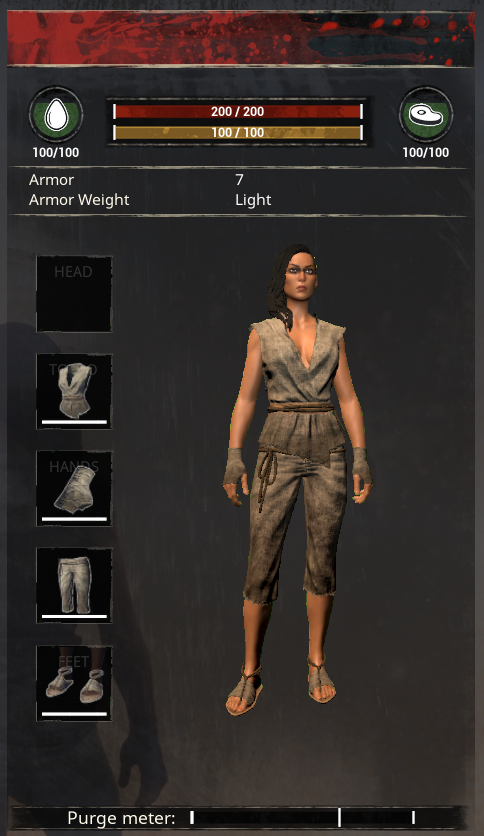 200 / 200
100 / 100
100/100
100/100
Armor 7
Armor Weight Light
HEAD
HANDS
FEET
Purge meter: